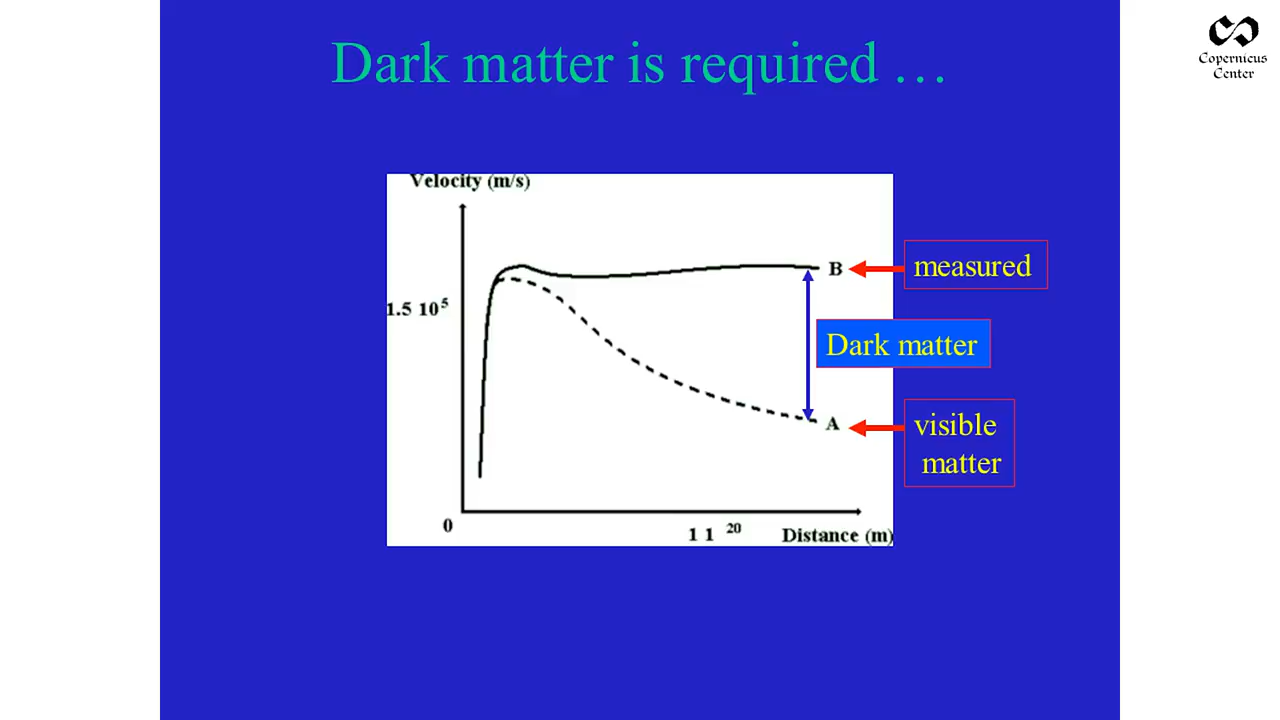 Dark matter is required …
Copernicus
Center
Velocity (m/s)
B
measured
1.5 10⁵
Dark matter
A
visible
matter
0
1 1 ²⁰
Distance (m)